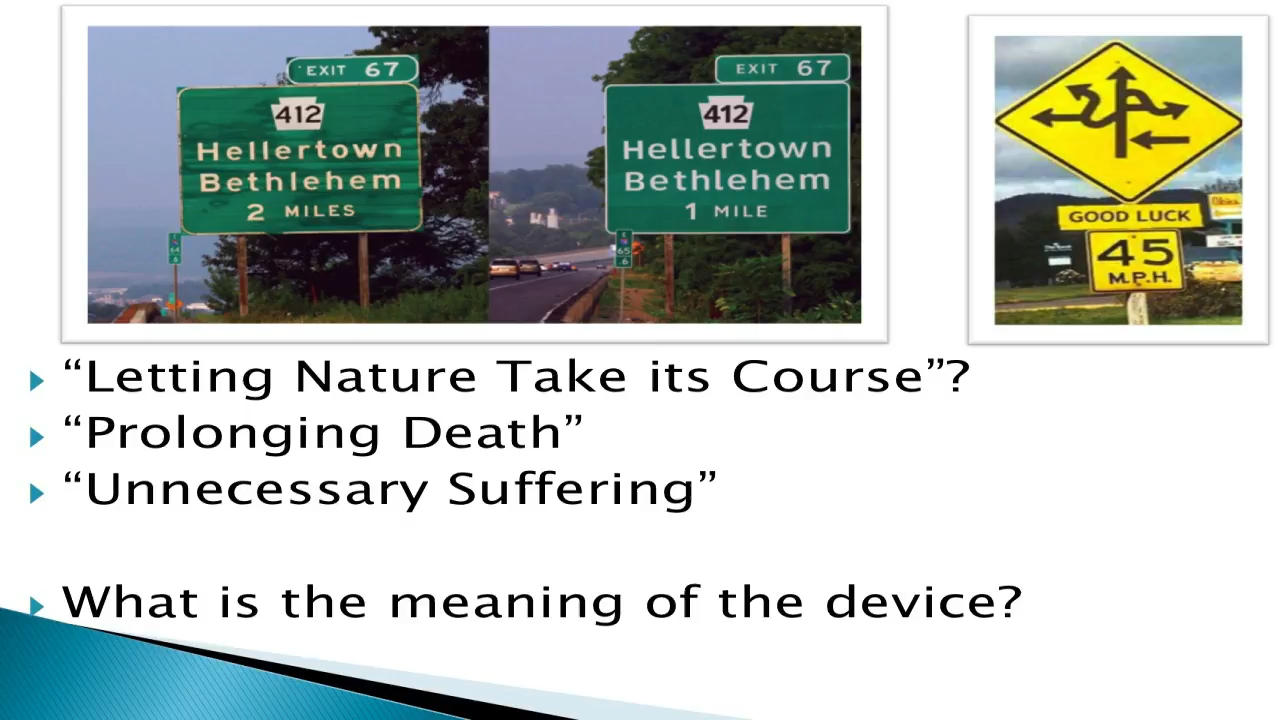 EXIT 67
412
Hellertown
Bethlehem
2 MILES
EXIT 67
412
Hellertown
Bethlehem
1 MILE
65
GOOD LUCK
45
M.P.H.
“Letting Nature Take its Course”?
“Prolonging Death”
“Unnecessary Suffering”
What is the meaning of the device?